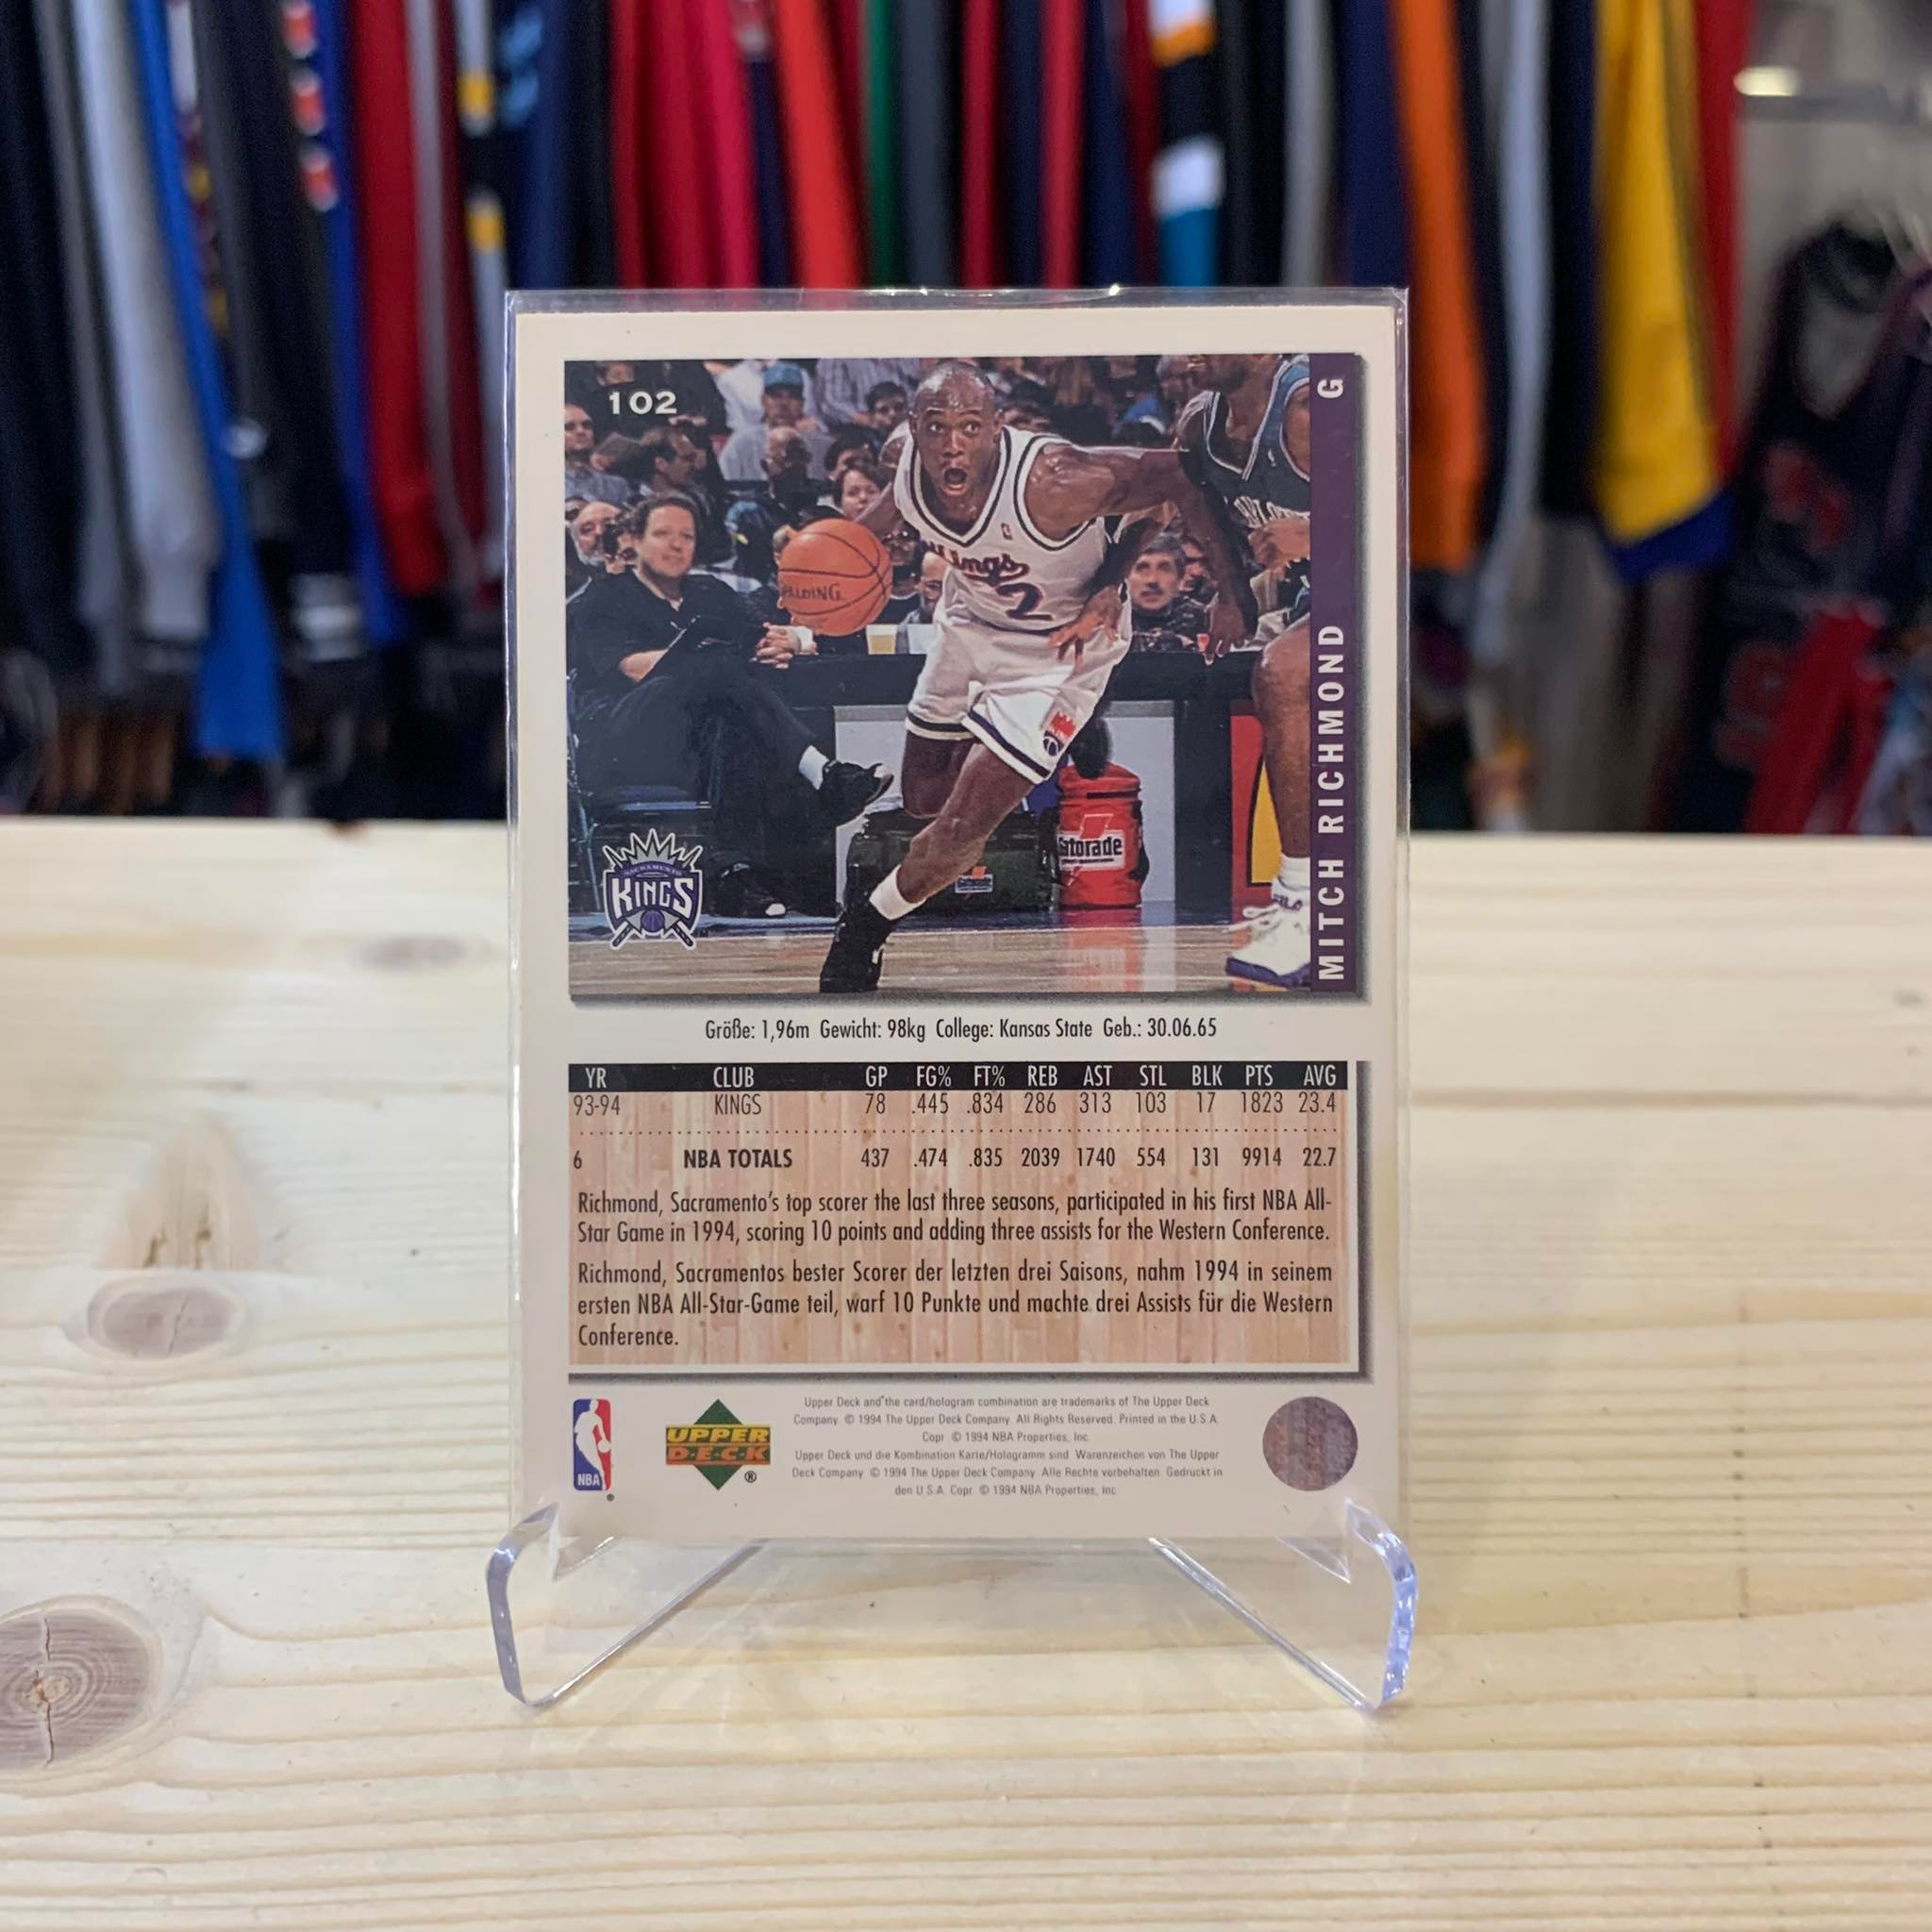 102
G
MITCH RICHMOND
SPALDING
Kings
2
Gatorade
FILA
SACRAMENTO
KINGS
Größe: 1,96m Gewicht: 98kg College: Kansas State Geb.: 30.06.65
YR CLUB GP FG% FT% REB AST STL BLK PTS AVG
93-94 KINGS 78 .445 .834 286 313 103 17 1823 23.4
6 NBA TOTALS 437 .474 .835 2039 1740 554 131 9914 22.7
Richmond, Sacramento's top scorer the last three seasons, participated in his first NBA All-
Star Game in 1994, scoring 10 points and adding three assists for the Western Conference.
Richmond, Sacramentos bester Scorer der letzten drei Saisons, nahm 1994 in seinem
ersten NBA All-Star-Game teil, warf 10 Punkte und machte drei Assists für die Western
Conference.
NBA
UPPER
D·E·C·K
®
Upper Deck and the card/hologram combination are trademarks of The Upper Deck
Company. © 1994 The Upper Deck Company. All Rights Reserved. Printed in the U.S.A.
Copr. © 1994 NBA Properties, Inc.
Upper Deck und die Kombination Karte/Hologramm sind Warenzeichen von The Upper
Deck Company. © 1994 The Upper Deck Company. Alle Rechte vorbehalten. Gedruckt in
den U.S.A. Copr. © 1994 NBA Properties, Inc.